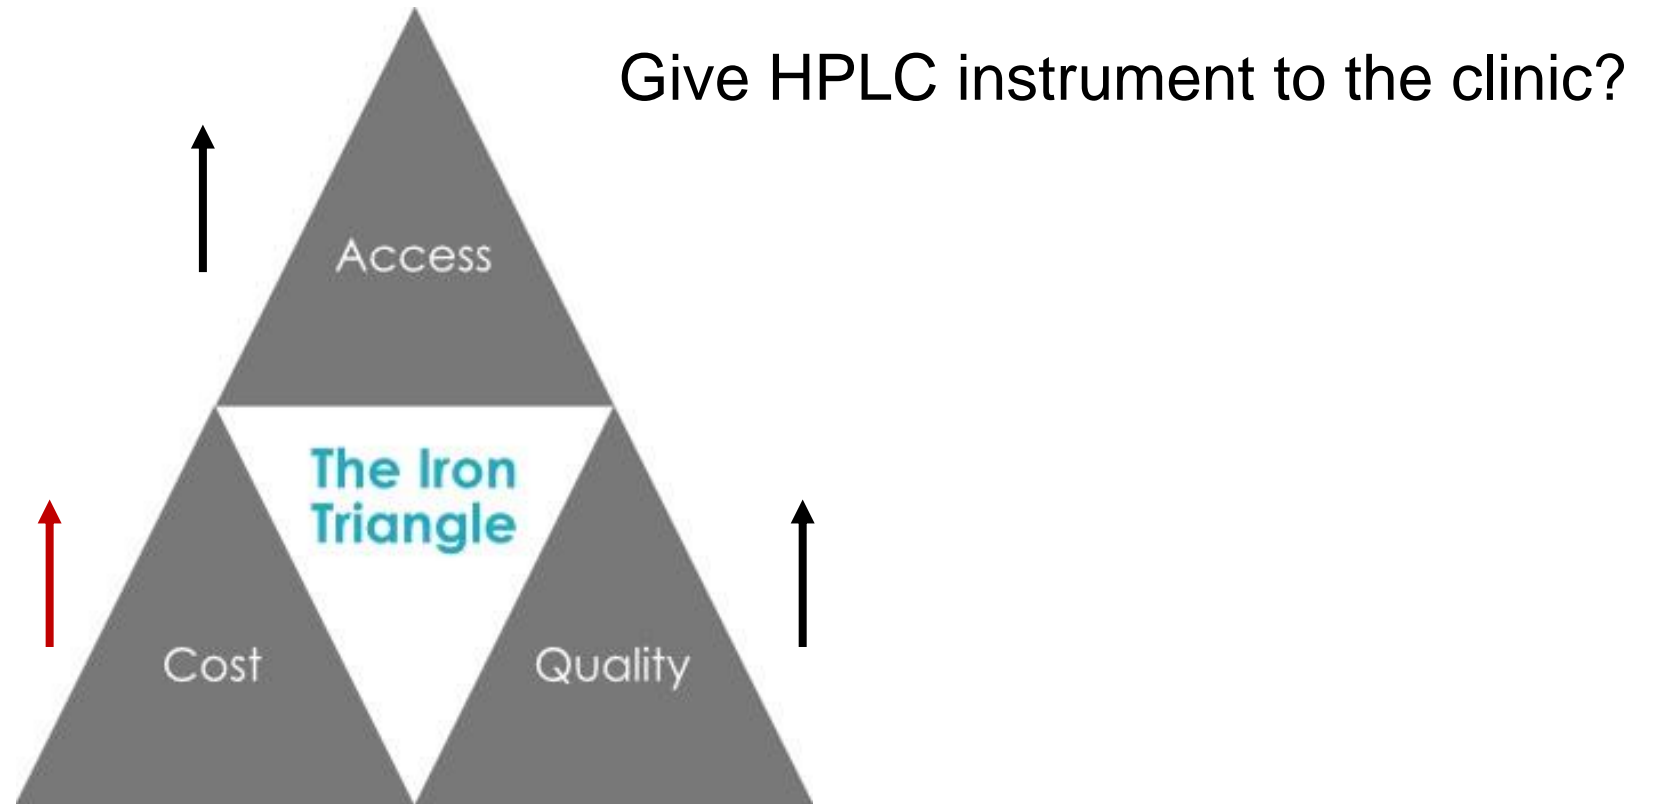 Give HPLC instrument to the clinic?
Access
The Iron
Triangle
Cost
Quality